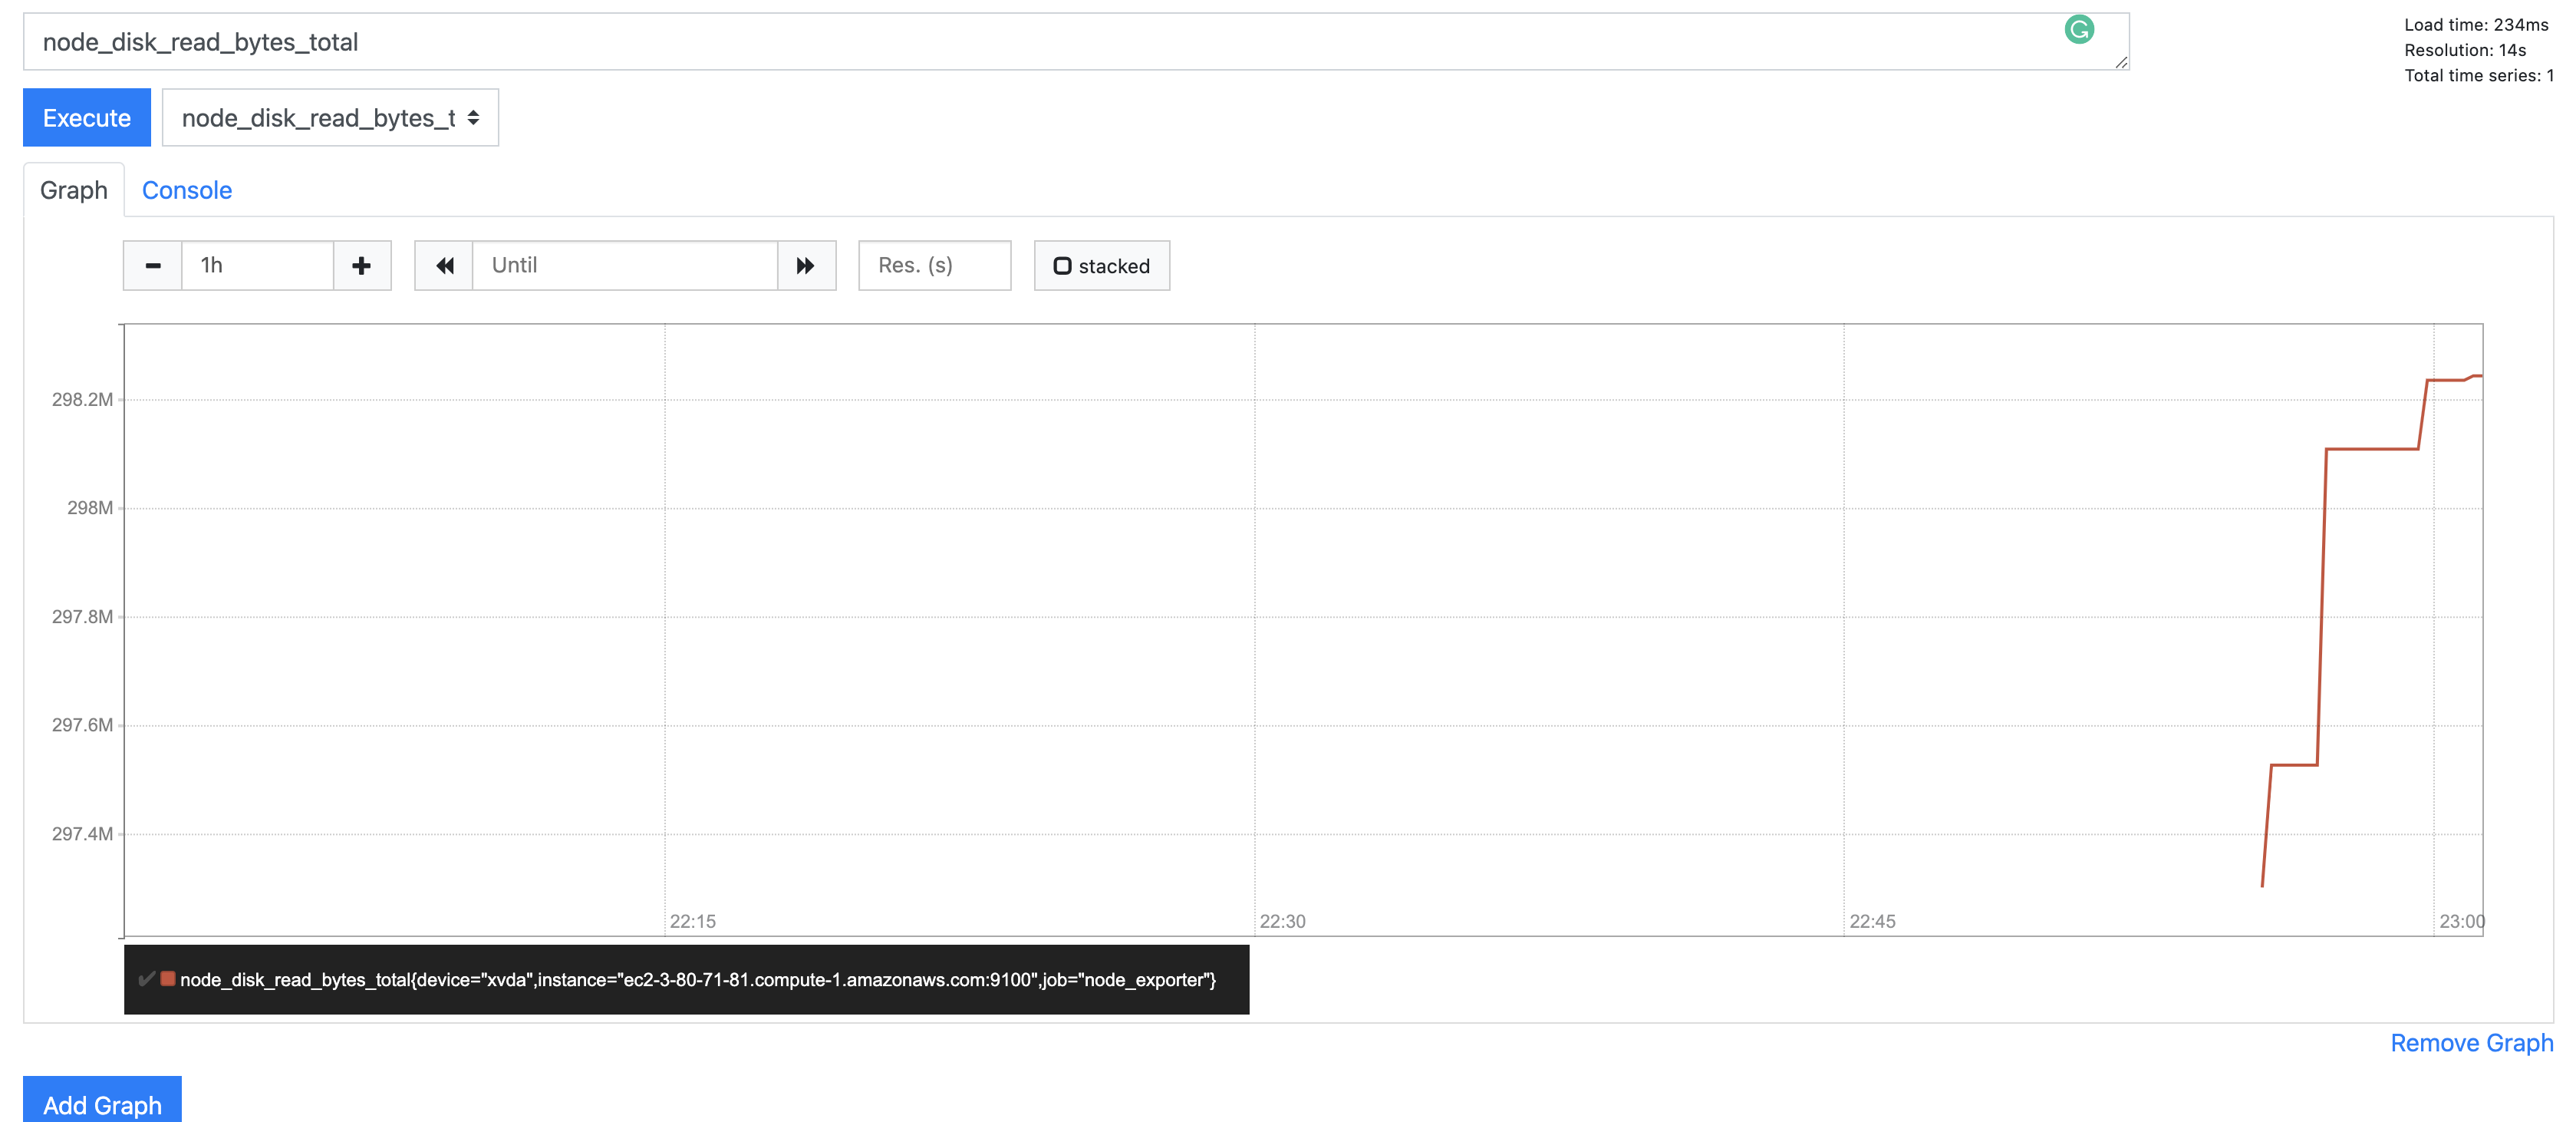 node_disk_read_bytes_total
Load time: 234ms
Resolution: 14s
Total time series: 1
Execute
node_disk_read_bytes_t
Graph
Console
1h
Until
Res. (s)
stacked
298.2M
298M
297.8M
297.6M
297.4M
22:15
22:30
22:45
23:00
node_disk_read_bytes_total{device="xvda",instance="ec2-3-80-71-81.compute-1.amazonaws.com:9100",job="node_exporter"}
Remove Graph
Add Graph